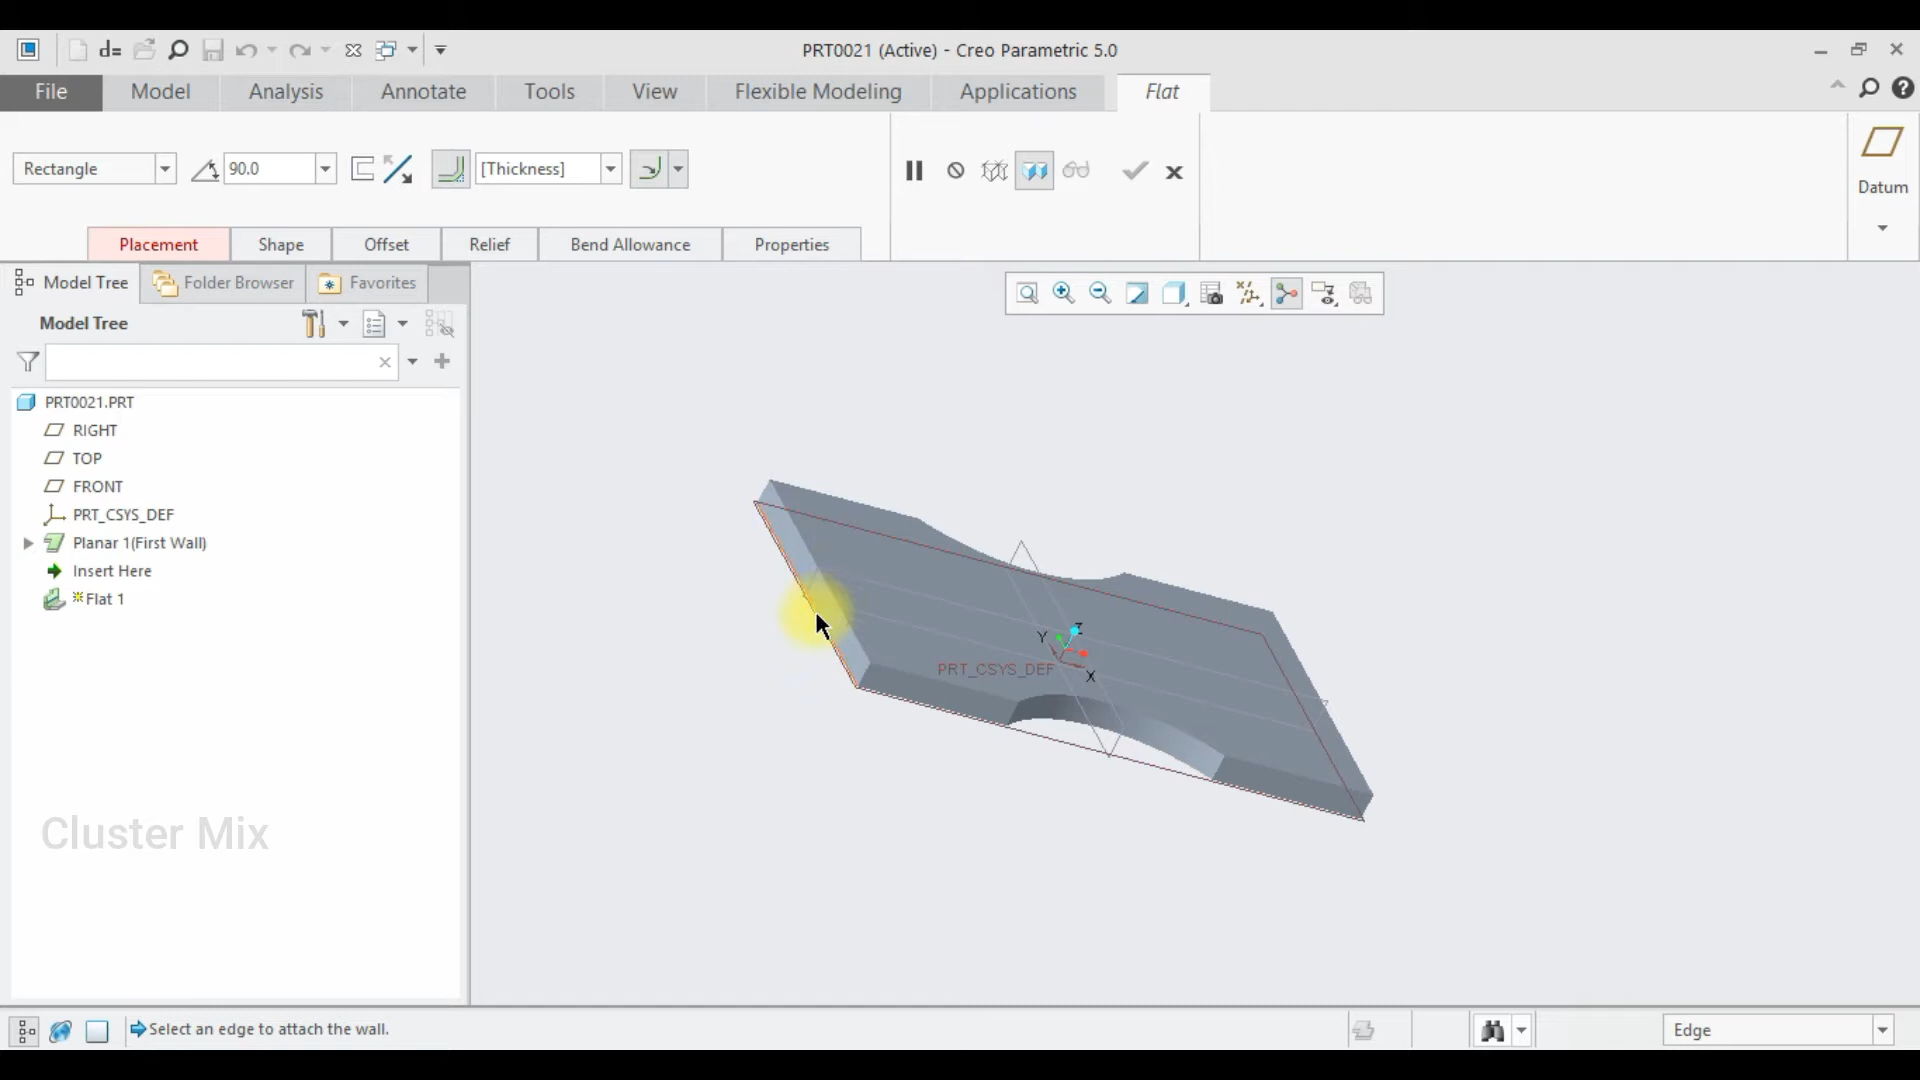 d=
PRT0021 (Active) - Creo Parametric 5.0
File
Model
Analysis
Annotate
Tools
View
Flexible Modeling
Applications
Flat
Rectangle
90.0
[Thickness]
Datum
Placement
Shape
Offset
Relief
Bend Allowance
Properties
Model Tree
Folder Browser
Favorites
Model Tree
PRT0021.PRT
RIGHT
TOP
FRONT
PRT_CSYS_DEF
Planar 1(First Wall)
Insert Here
Flat 1
Y
Z
PRT_CSYS_DEF
X
Cluster Mix
Select an edge to attach the wall.
Edge